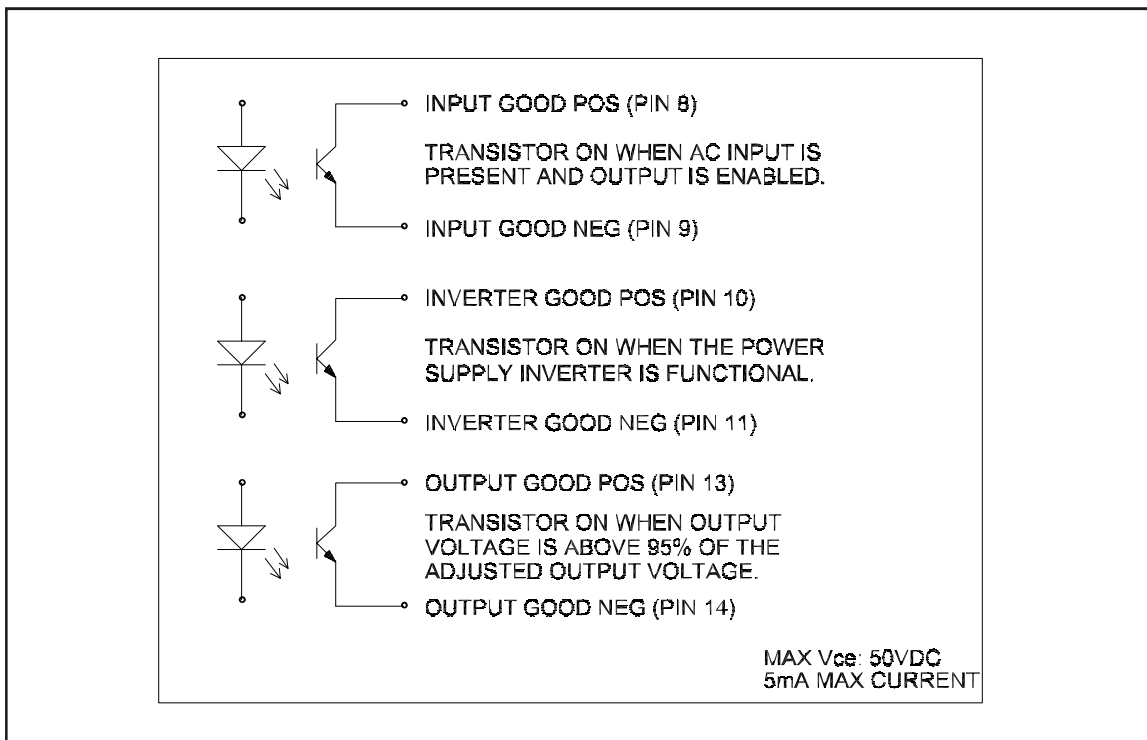 INPUT GOOD POS (PIN 8)
TRANSISTOR ON WHEN AC INPUT IS
PRESENT AND OUTPUT IS ENABLED.
INPUT GOOD NEG (PIN 9)
INVERTER GOOD POS (PIN 10)
TRANSISTOR ON WHEN THE POWER
SUPPLY INVERTER IS FUNCTIONAL.
INVERTER GOOD NEG (PIN 11)
OUTPUT GOOD POS (PIN 13)
TRANSISTOR ON WHEN OUTPUT
VOLTAGE IS ABOVE 95% OF THE
ADJUSTED OUTPUT VOLTAGE.
OUTPUT GOOD NEG (PIN 14)
MAX Vce: 50VDC
5mA MAX CURRENT